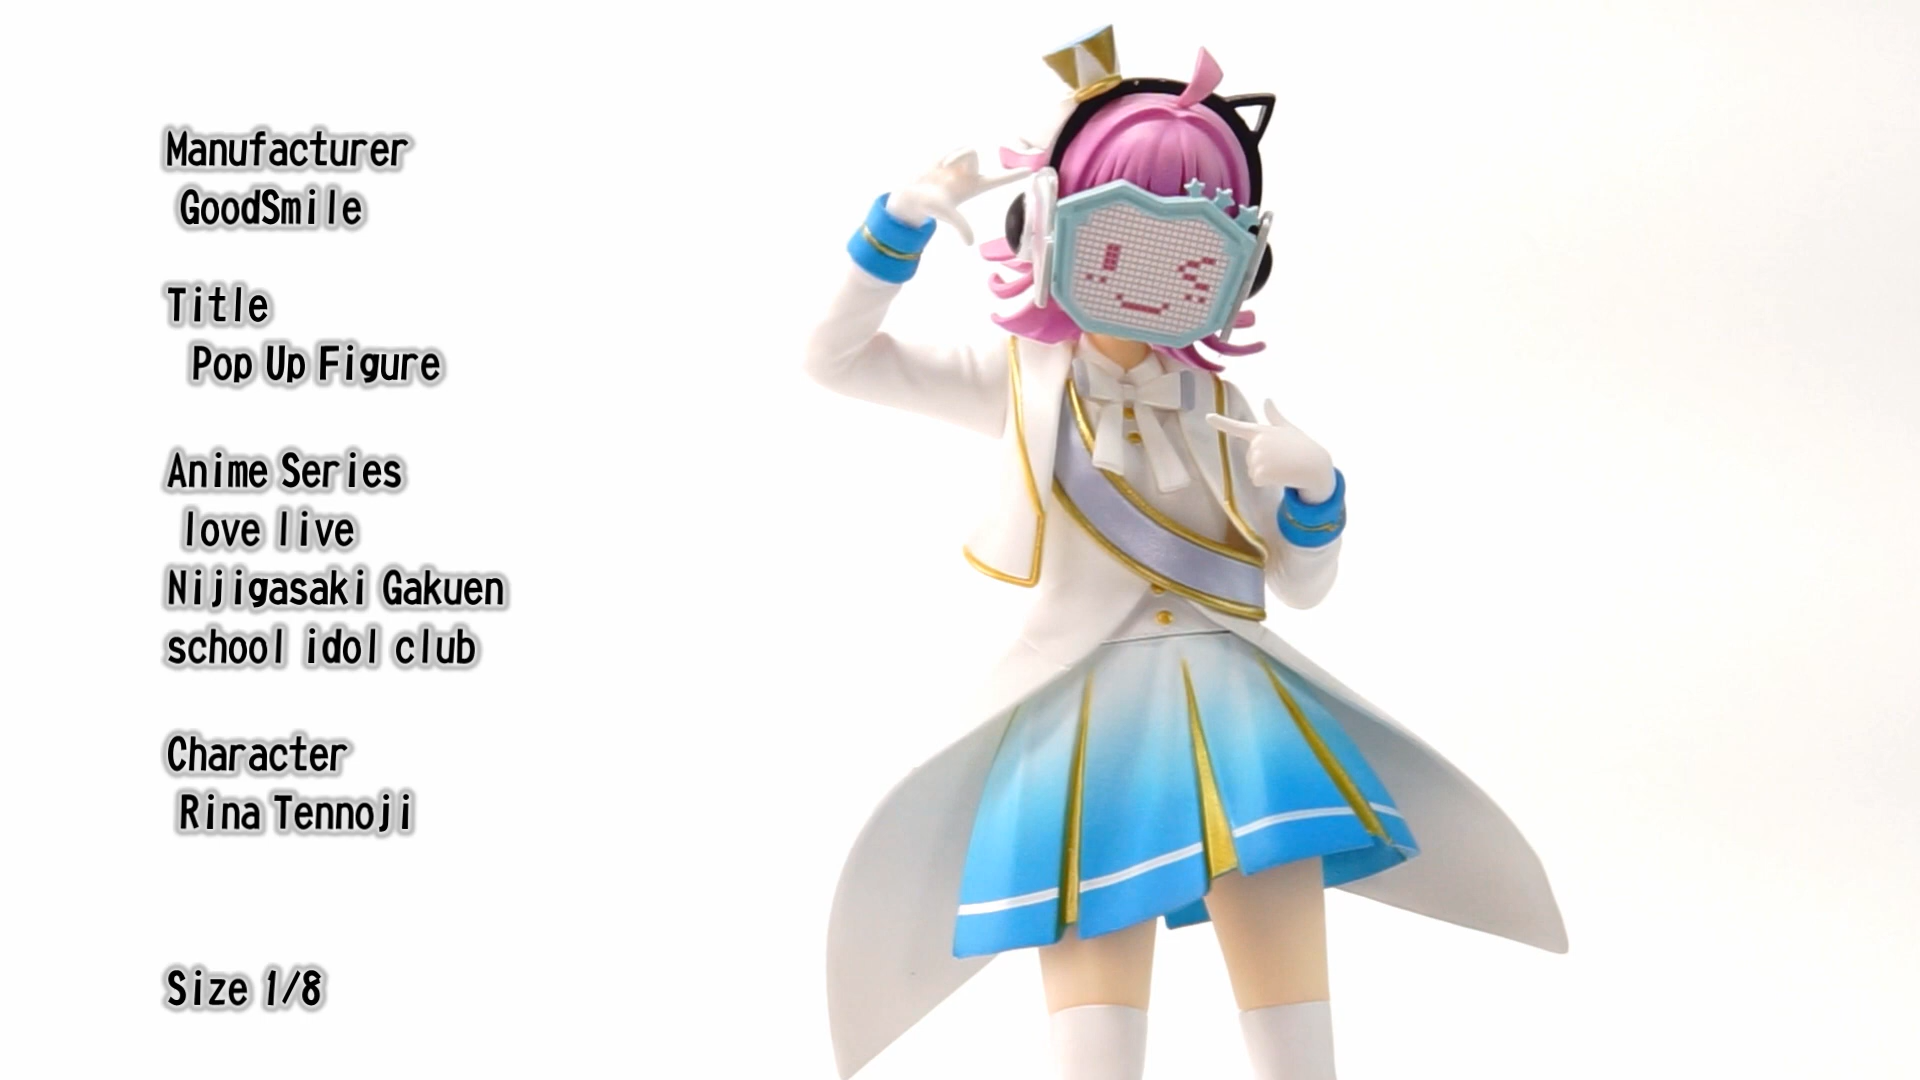 Manufacturer
GoodSmile
Title
Pop Up Figure
Anime Series
love live
Nijigasaki Gakuen
school idol club
Character
Rina Tennoji
Size 1/8